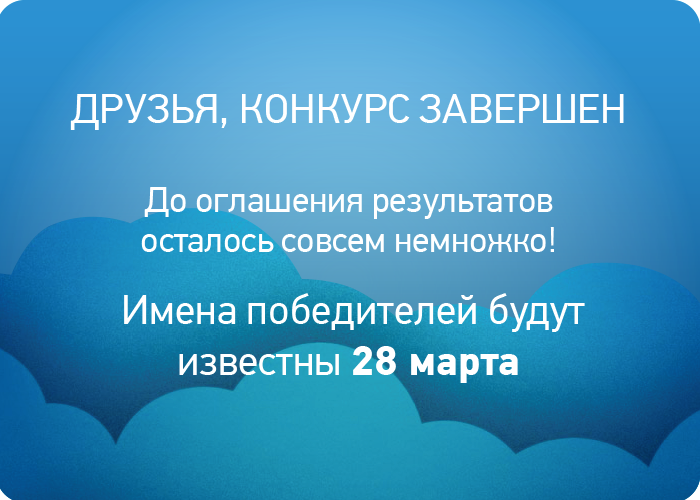 ДРУЗЬЯ, КОНКУРС ЗАВЕРШЕН
До оглашения результатов
осталось совсем немножко!
Имена победителей будут
известны 28 марта